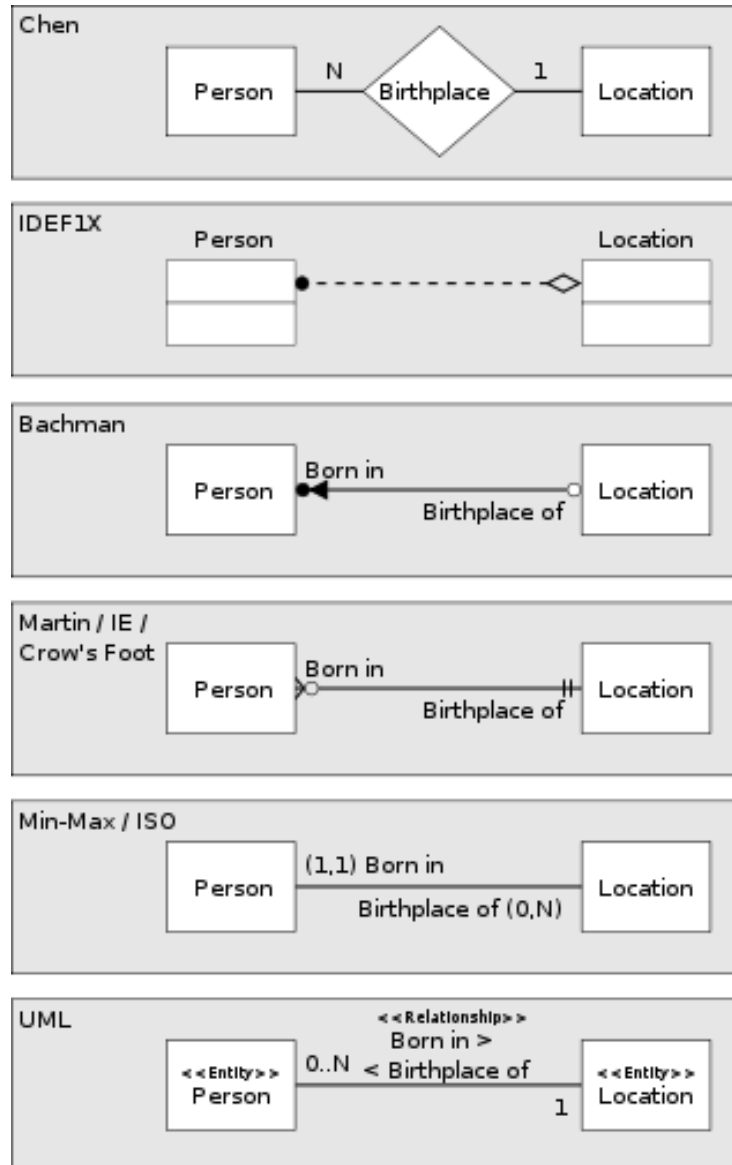 Chen
Person
N
Birthplace
1
Location
IDEF1X
Person
Location
Bachman
Person
Born in
Birthplace of
Location
Martin / IE /
Crow's Foot
Person
Born in
Birthplace of
Location
Min-Max / ISO
Person
(1,1) Born in
Birthplace of (0,N)
Location
UML
<<Entity>>
Person
0..N
<<Relationship>>
Born in >
< Birthplace of
1
<<Entity>>
Location